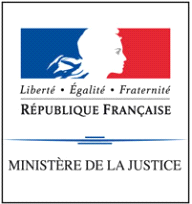 Liberté • Égalité • Fraternité
RÉPUBLIQUE FRANÇAISE
MINISTÈRE DE LA JUSTICE